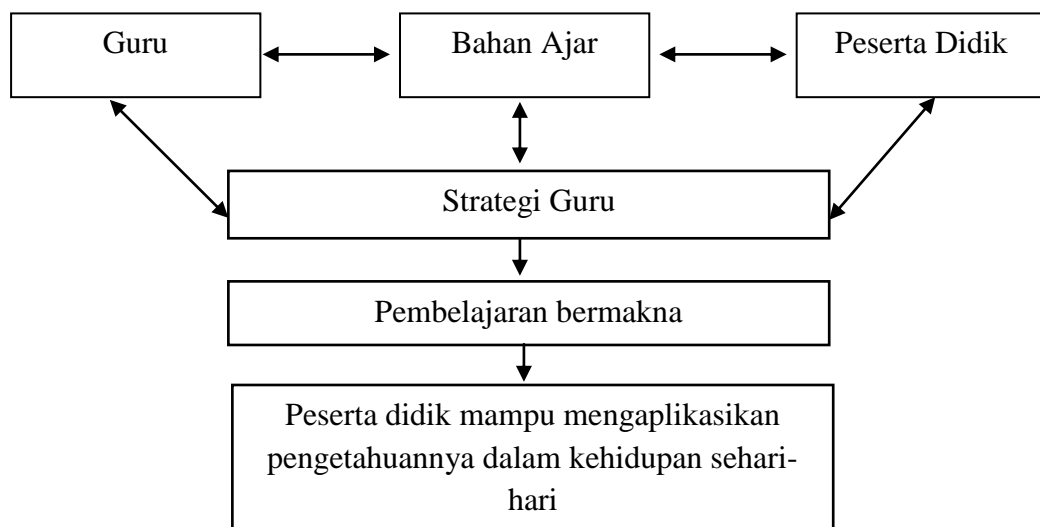 Guru
Bahan Ajar
Peserta Didik
Strategi Guru
Pembelajaran bermakna
Peserta didik mampu mengaplikasikan
pengetahuannya dalam kehidupan sehari-
hari